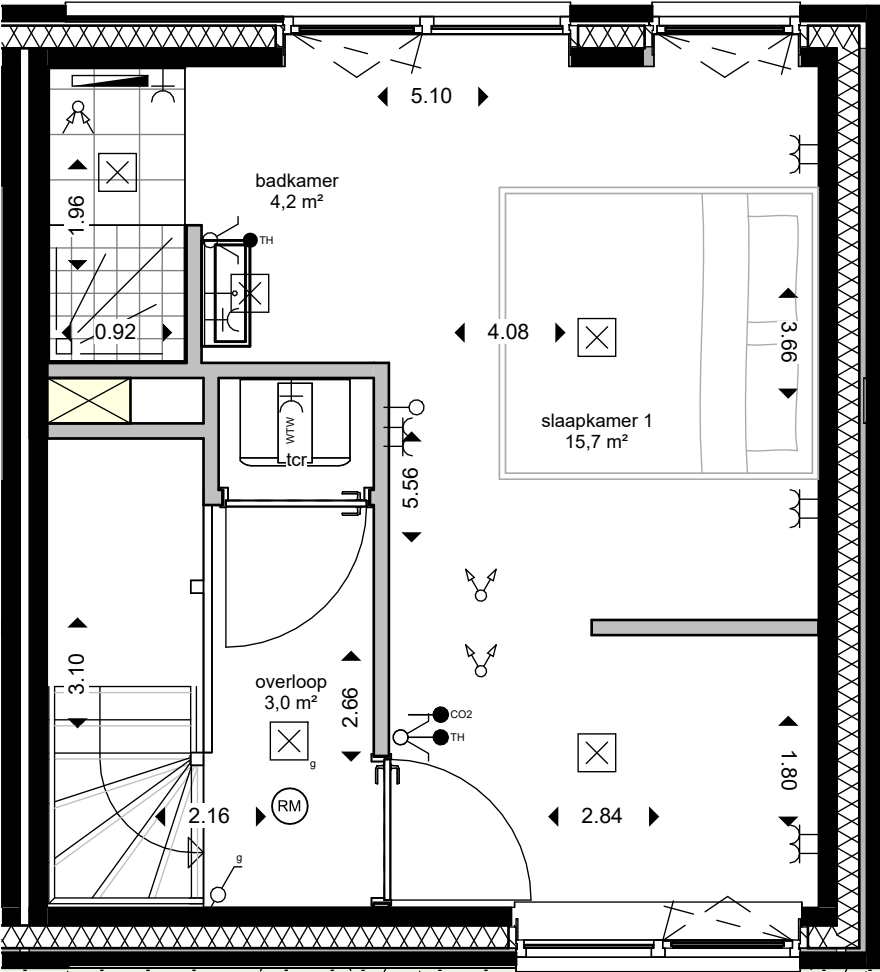 5.10
badkamer
4,2 m²
1.96
TH
0.92
4.08
3.66
slaapkamer 1
15,7 m²
WTW
tcr
5.56
3.10
overloop
3,0 m²
2.66
CO2
TH
g
1.80
RM
2.16
2.84
g